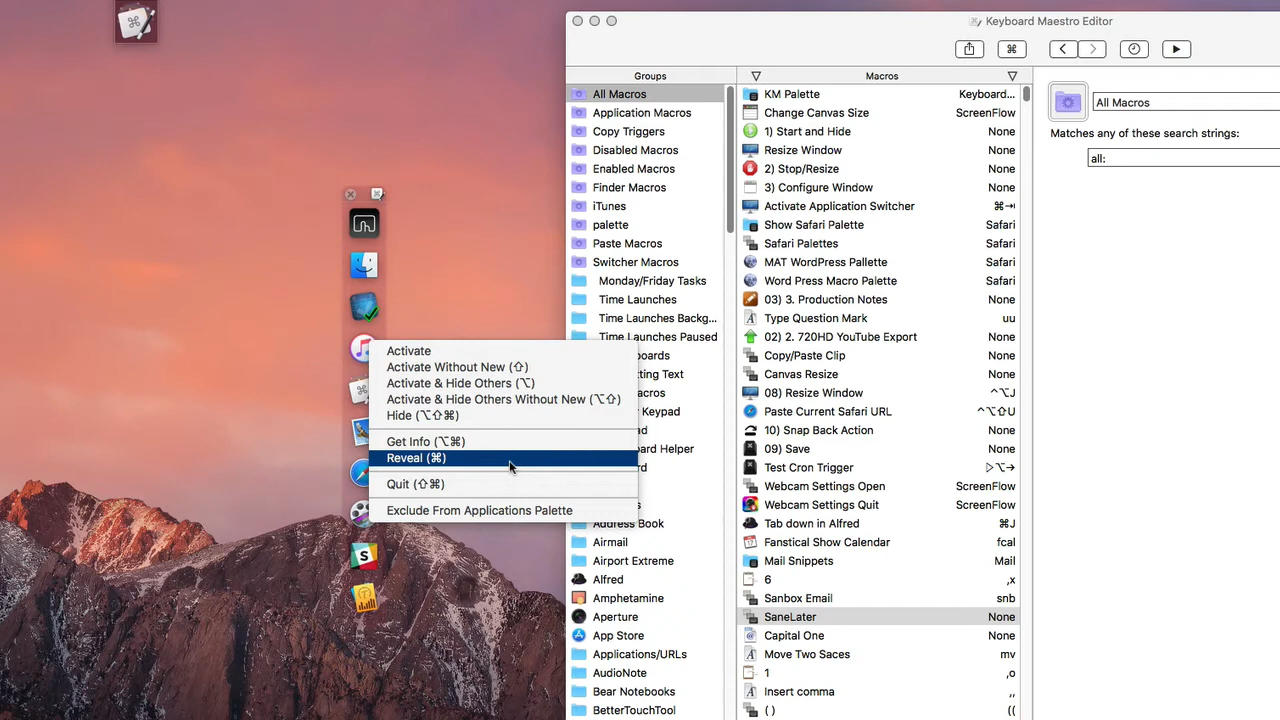 Keyboard Maestro Editor
Groups
Macros
All Macros
Application Macros
Copy Triggers
Disabled Macros
Enabled Macros
Finder Macros
iTunes
palette
Paste Macros
Switcher Macros
Monday/Friday Tasks
Time Launches
Time Launches Backg...
Time Launches Paused
Address Book
Airmail
Airport Extreme
Alfred
Amphetamine
Aperture
App Store
Applications/URLs
AudioNote
Bear Notebooks
BetterTouchTool
KM Palette Keyboard...
Change Canvas Size ScreenFlow
1) Start and Hide None
Resize Window None
2) Stop/Resize None
3) Configure Window None
Activate Application Switcher ⌘⇥
Show Safari Palette Safari
Safari Palettes Safari
MAT WordPress Pallette Safari
Word Press Macro Palette Safari
03) 3. Production Notes None
Type Question Mark uu
02) 2. 720HD YouTube Export None
Copy/Paste Clip None
Canvas Resize None
08) Resize Window ^⌥J
Paste Current Safari URL ^⌥⇧U
10) Snap Back Action None
09) Save None
Test Cron Trigger
Webcam Settings Open ScreenFlow
Webcam Settings Quit ScreenFlow
Tab down in Alfred ⌘J
Fanstical Show Calendar fcal
Mail Snippets Mail
6 ,x
Sanbox Email snb
SaneLater None
Capital One None
Move Two Saces mv
1 ,o
Insert comma ,,
( ) ((
All Macros
Matches any of these search strings:
all:
Activate
Activate Without New (⇧)
Activate & Hide Others (⌥)
Activate & Hide Others Without New (⌥⇧)
Hide (⌥⇧⌘)
Get Info (⌥⌘)
Reveal (⌘)
Quit (⇧⌘)
Exclude From Applications Palette